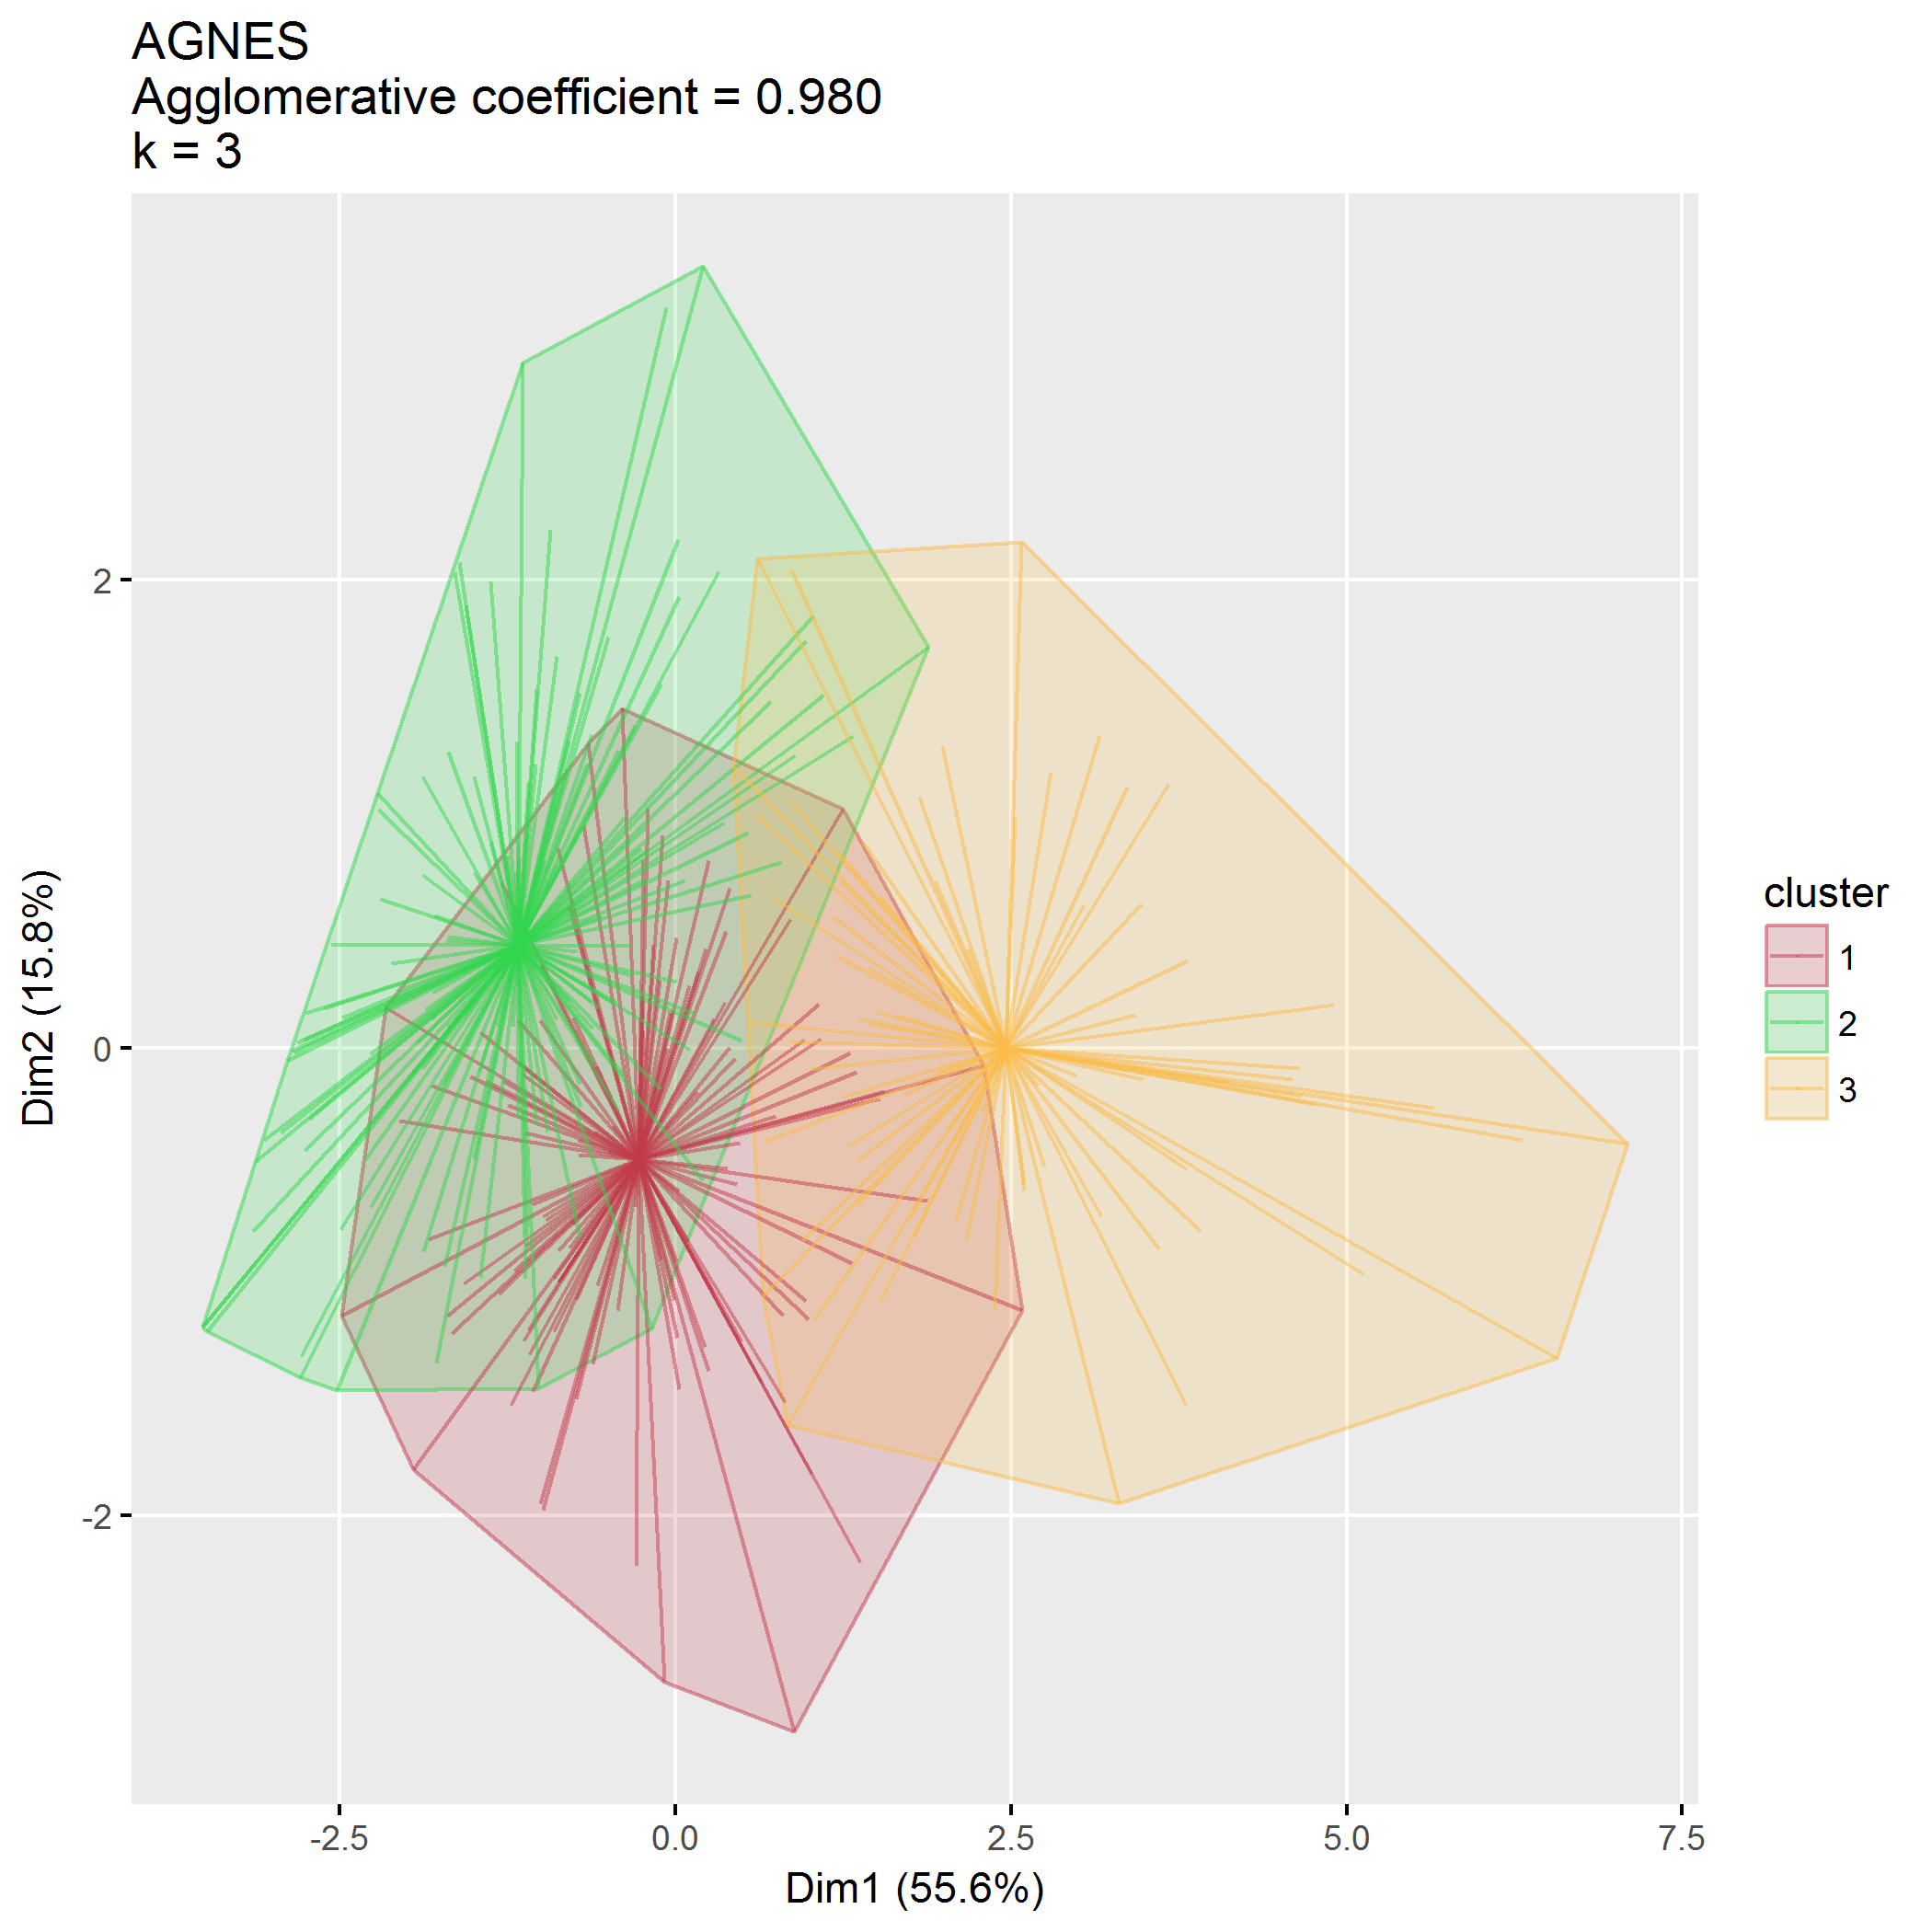 AGNES
Agglomerative coefficient = 0.980
k = 3
Dim2 (15.8%)
2
0
-2
-2.5
0.0
2.5
5.0
7.5
Dim1 (55.6%)
cluster
1
2
3